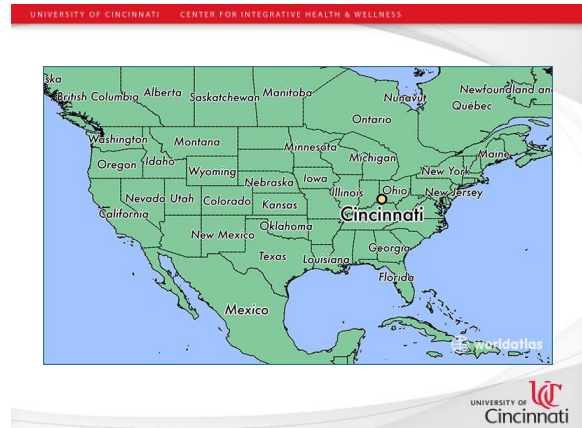 UNIVERSITY OF CINCINNATI CENTER FOR INTEGRATIVE HEALTH & WELLNESS
ska
British Columbia
Alberta
Saskatchewan
Manitoba
Nunavut
Newfoundland an
Québec
Ontario
Washington
Montana
Minnesota
Michigan
Maine
Oregon
Idaho
Wyoming
Iowa
New York
Nebraska
Illinois
Ohio
New Jersey
Nevada
Utah
Colorado
Kansas
California
Cincinnati
New Mexico
Oklahoma
Georgia
Texas
Louisiana
Florida
Mexico
worldatlas
UNIVERSITY OF
UC
Cincinnati